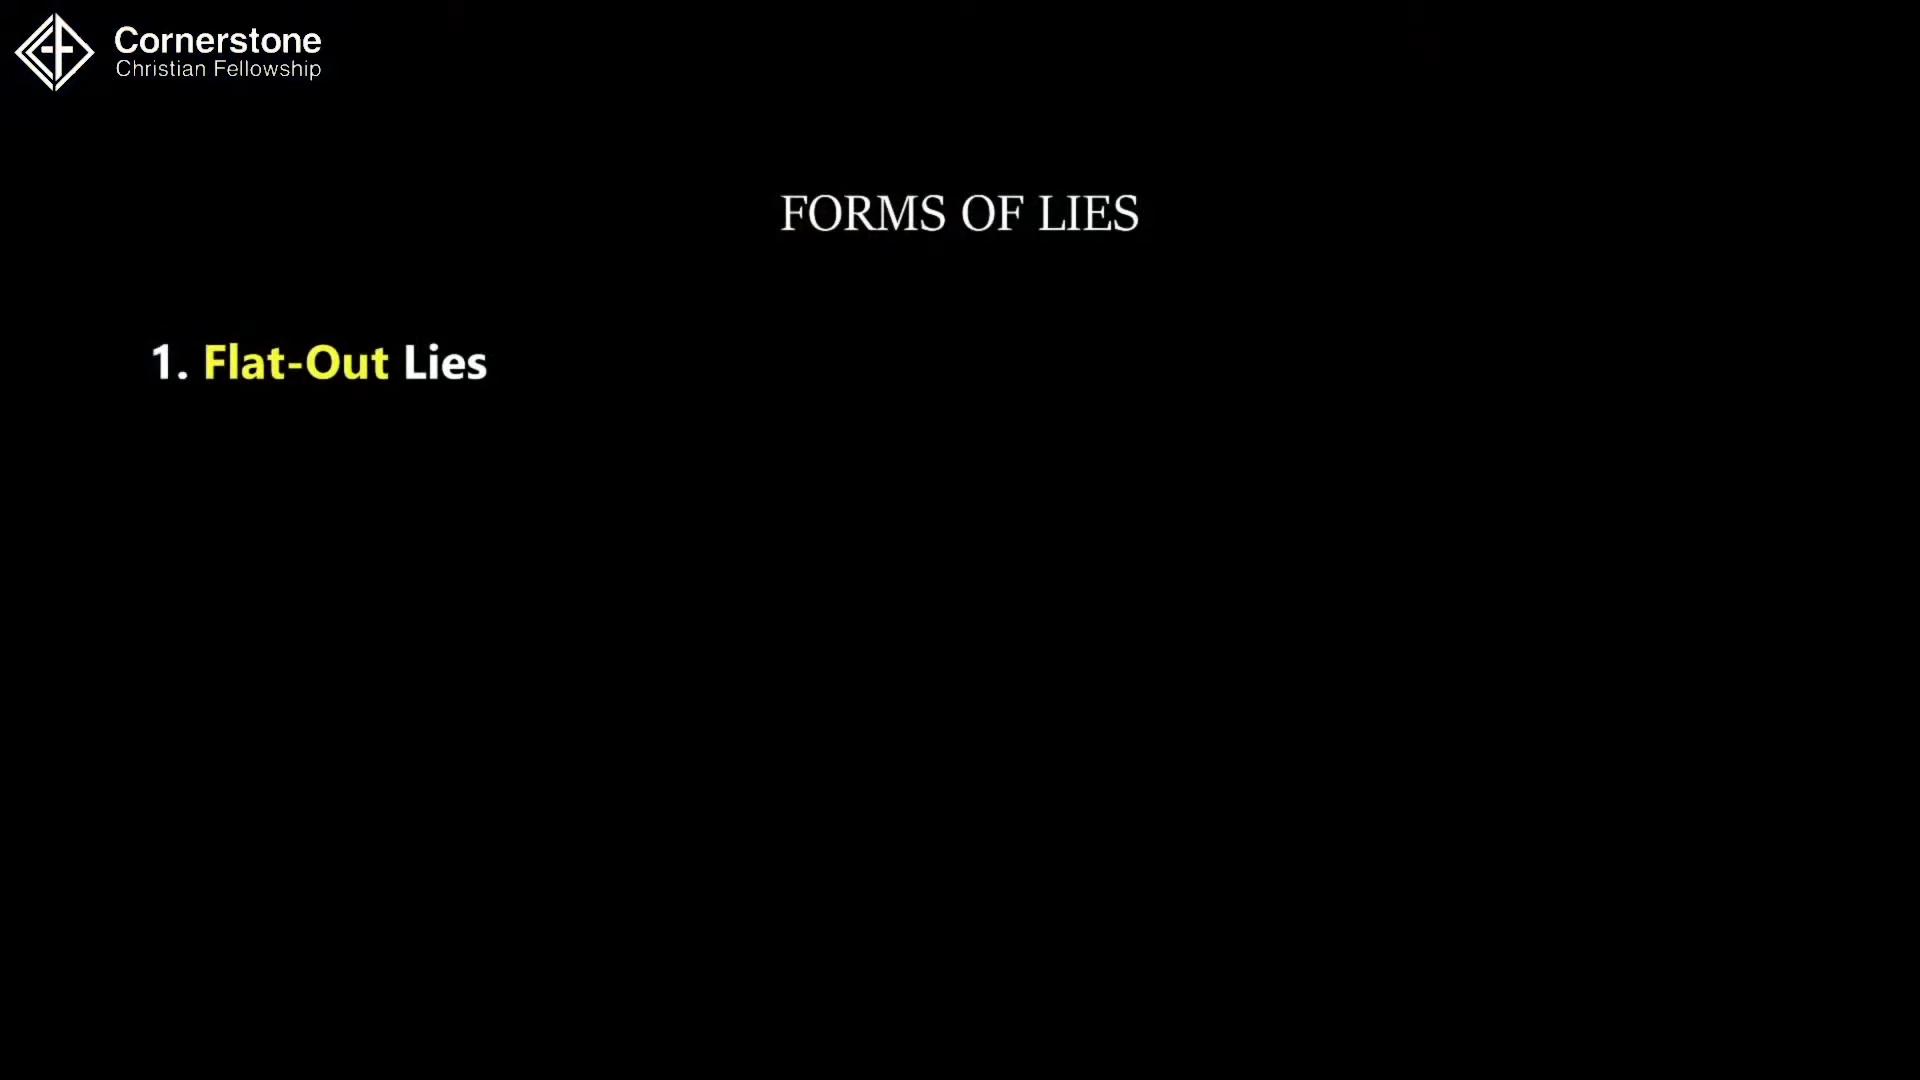 Cornerstone
Christian Fellowship
FORMS OF LIES
1. Flat-Out Lies